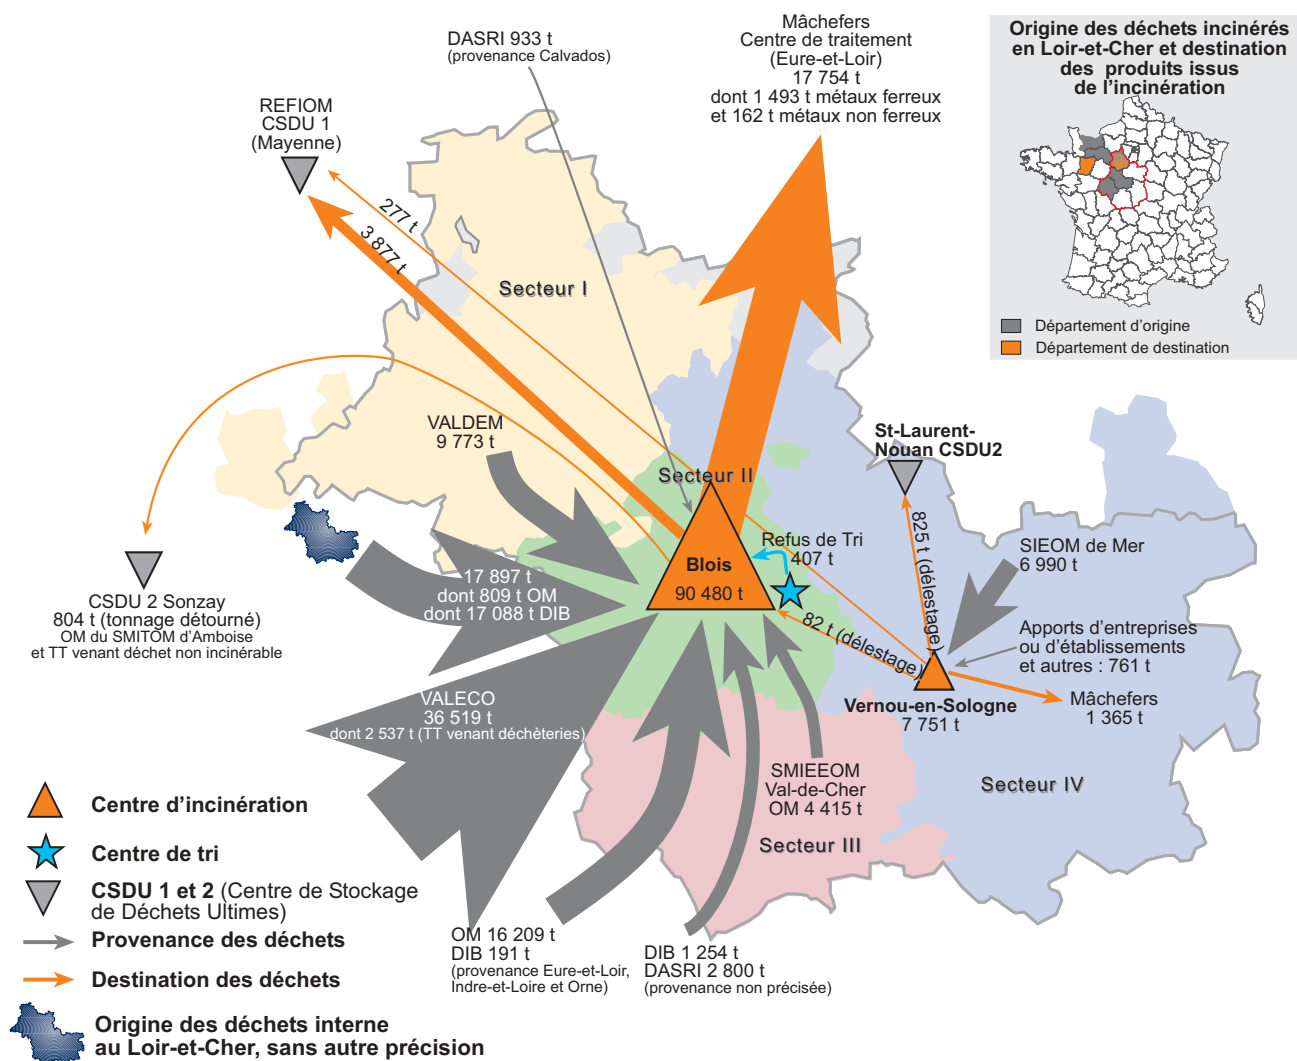 DASRI 933 t
(provenance Calvados)
Mâchefers
Centre de traitement
(Eure-et-Loir)
17 754 t
dont 1 493 t métaux ferreux
et 162 t métaux non ferreux
Origine des déchets incinérés
en Loir-et-Cher et destination
des produits issus
de l’incinération
Département d’origine
Département de destination
REFIOM
CSDU 1
(Mayenne)
277 t
3 877 t
Secteur I
VALDEM
9 773 t
Secteur II
St-Laurent-
Nouan CSDU2
Refus de Tri
407 t
Blois
90 480 t
825 t (délestage)
82 t (délestage)
SIEOM de Mer
6 990 t
Apports d’entreprises
ou d’établissements
et autres : 761 t
Mâchefers
1 365 t
Vernou-en-Sologne
7 751 t
CSDU 2 Sonzay
804 t (tonnage détourné)
OM du SMITOM d’Amboise
et TT venant déchet non incinérable
17 897 t
dont 809 t OM
dont 17 088 t DIB
VALECO
36 519 t
dont 2 537 t (TT venant déchèteries)
SMIEEOM
Val-de-Cher
OM 4 415 t
Secteur III
Secteur IV
OM 16 209 t
DIB 191 t
(provenance Eure-et-Loir,
Indre-et-Loire et Orne)
DIB 1 254 t
DASRI 2 800 t
(provenance non précisée)
Centre d’incinération
Centre de tri
CSDU 1 et 2 (Centre de Stockage
de Déchets Ultimes)
Provenance des déchets
Destination des déchets
Origine des déchets interne
au Loir-et-Cher, sans autre précision